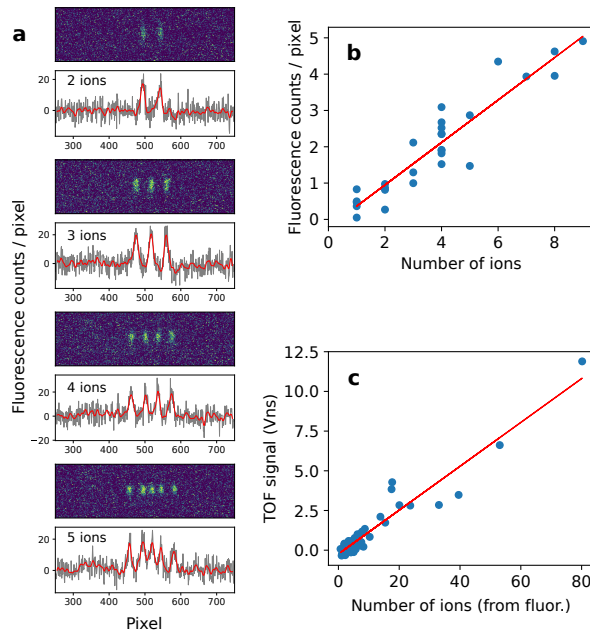 a
Fluorescence counts / pixel
2 ions
20
0
300 400 500 600 700
3 ions
20
0
300 400 500 600 700
4 ions
20
0
−20
300 400 500 600 700
5 ions
20
0
300 400 500 600 700
Pixel
b
Fluorescence counts / pixel
5
4
3
2
1
0
0 2 4 6 8
Number of ions
c
TOF signal (Vns)
12.5
10.0
7.5
5.0
2.5
0.0
0 20 40 60 80
Number of ions (from fluor.)